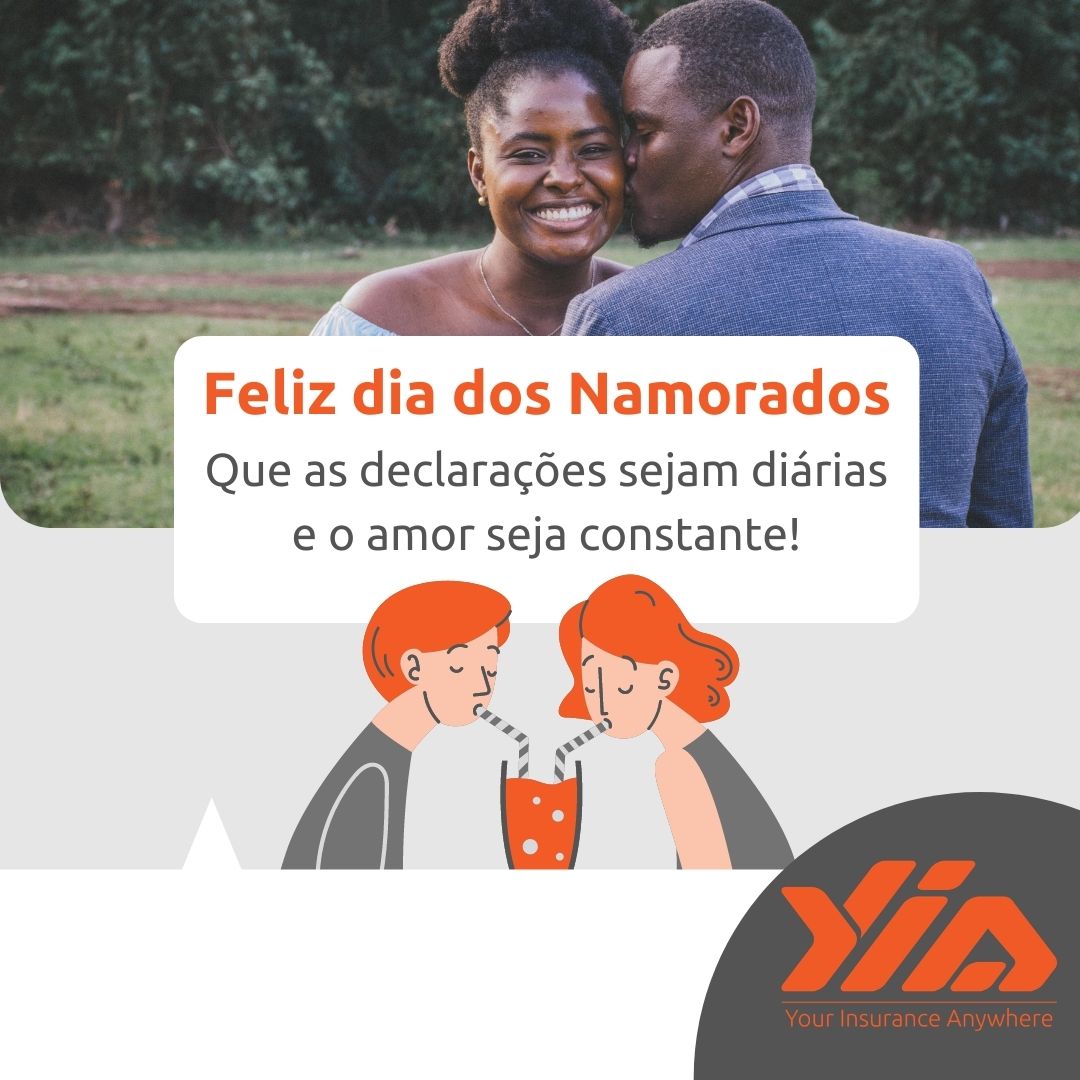 Feliz dia dos Namorados
Que as declarações sejam diárias
e o amor seja constante!
YIA
Your Insurance Anywhere